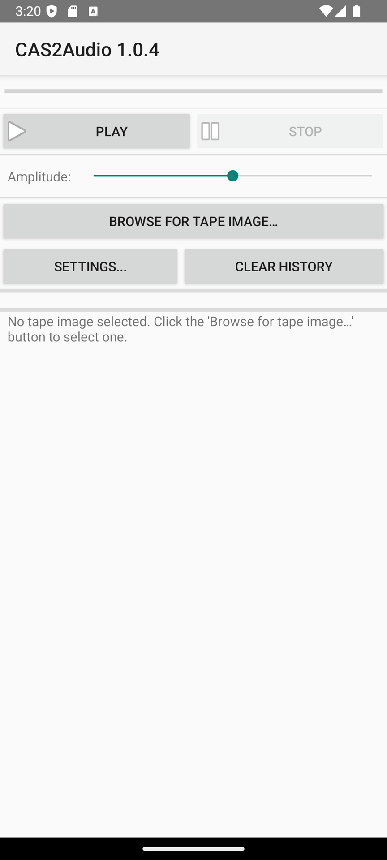 3:20
CAS2Audio 1.0.4
PLAY
STOP
Amplitude:
BROWSE FOR TAPE IMAGE...
SETTINGS...
CLEAR HISTORY
No tape image selected. Click the 'Browse for tape image...'
button to select one.